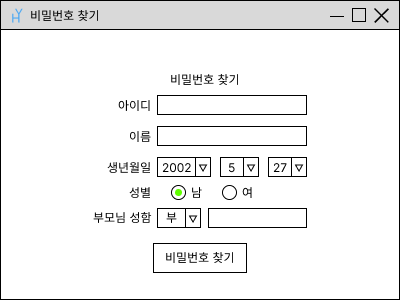 HY 비밀번호 찾기
비밀번호 찾기
아이디
이름
생년월일 2002 5 27
성별 남 여
부모님 성함 부
비밀번호 찾기